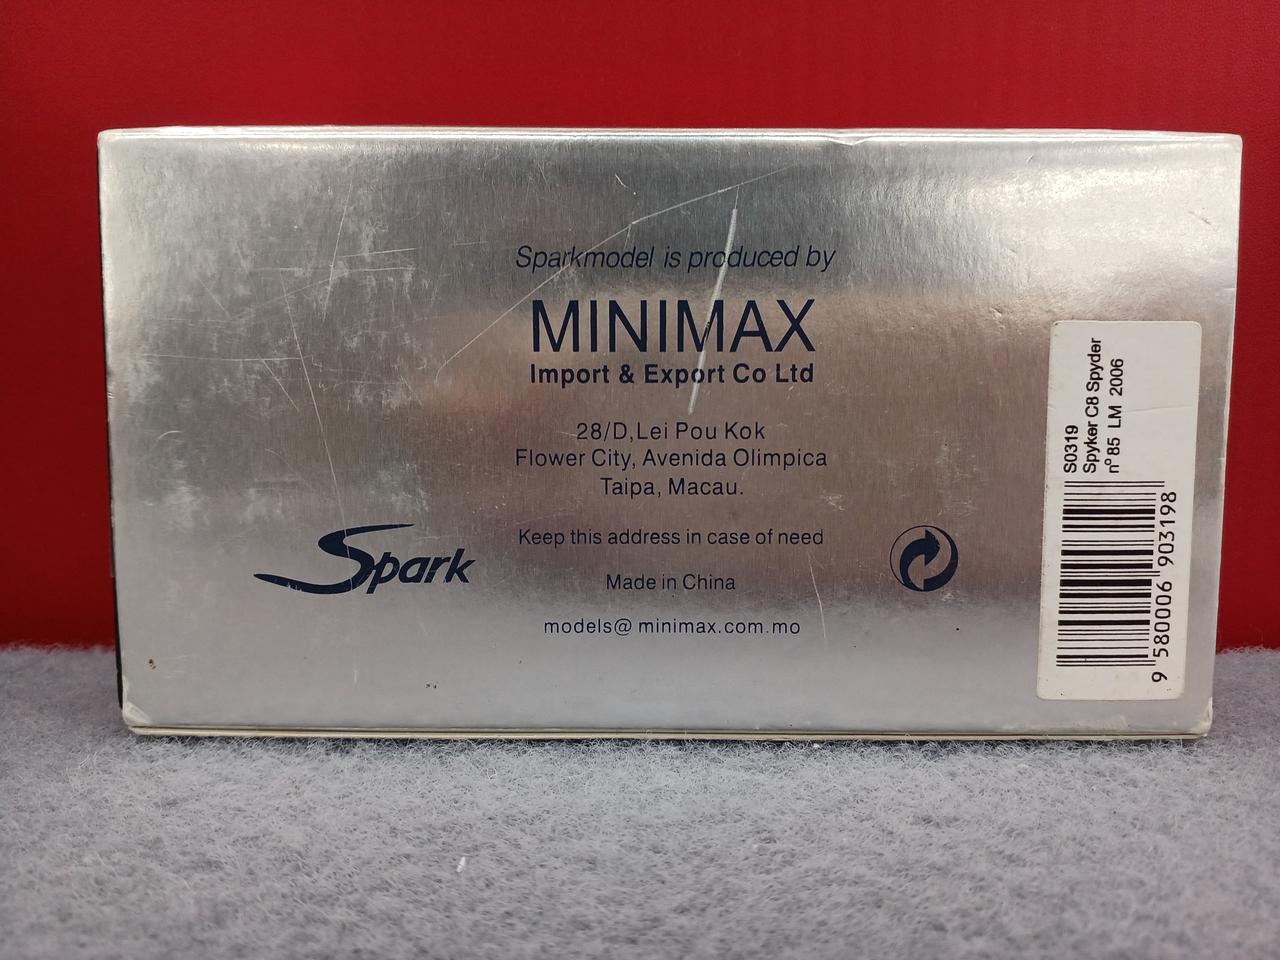 Sparkmodel is produced by
MINIMAX
Import & Export Co Ltd
28/D,Lei Pou Kok
Flower City, Avenida Olimpica
Taipa, Macau.
Keep this address in case of need
Made in China
models@minimax.com.mo
Spark
S0319
Spyker C8 Spyder
n°85 LM 2006
9 580006 903198